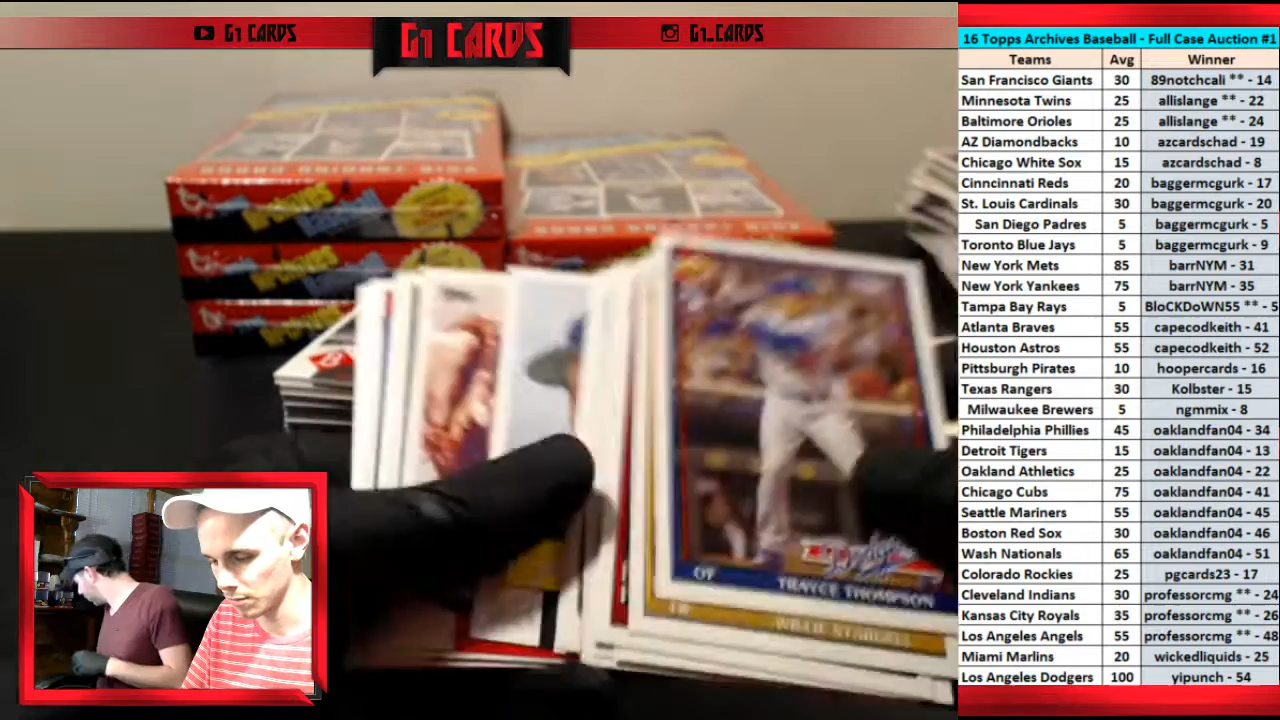 G1 CARDS
G1 CARDS
G1_CARDS
16 Topps Archives Baseball - Full Case Auction #1
Teams Avg Winner
San Francisco Giants 30 89notchcali ** - 14
Minnesota Twins 25 allislange ** - 22
Baltimore Orioles 25 allislange ** - 24
AZ Diamondbacks 10 azcardschad - 19
Chicago White Sox 15 azcardschad - 8
Cinncinnati Reds 20 baggermcgurk - 17
St. Louis Cardinals 30 baggermcgurk - 20
San Diego Padres 5 baggermcgurk - 5
Toronto Blue Jays 5 baggermcgurk - 9
New York Mets 85 barrNYM - 31
New York Yankees 75 barrNYM - 35
Tampa Bay Rays 5 BloCKDoWN55 ** - 5
Atlanta Braves 55 capecodkeith - 41
Houston Astros 55 capecodkeith - 52
Pittsburgh Pirates 10 hoopercards - 16
Texas Rangers 30 Kolbster - 15
Milwaukee Brewers 5 ngmmix - 8
Philadelphia Phillies 45 oaklandfan04 - 34
Detroit Tigers 15 oaklandfan04 - 13
Oakland Athletics 25 oaklandfan04 - 22
Chicago Cubs 75 oaklandfan04 - 41
Seattle Mariners 55 oaklandfan04 - 45
Boston Red Sox 30 oaklandfan04 - 46
Wash Nationals 65 oaklandfan04 - 51
Colorado Rockies 25 pgcards23 - 17
Cleveland Indians 30 professorcmg ** - 24
Kansas City Royals 35 professorcmg ** - 26
Los Angeles Angels 55 professorcmg ** - 48
Miami Marlins 20 wickedliquids - 25
Los Angeles Dodgers 100 yipunch - 54
OF TRAYCE THOMPSON
WILLIE STARGELL